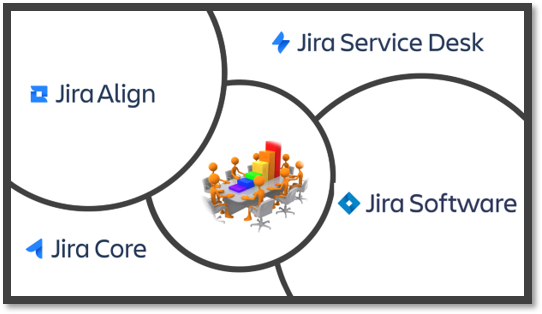 Jira Service Desk
Jira Align
Jira Software
Jira Core